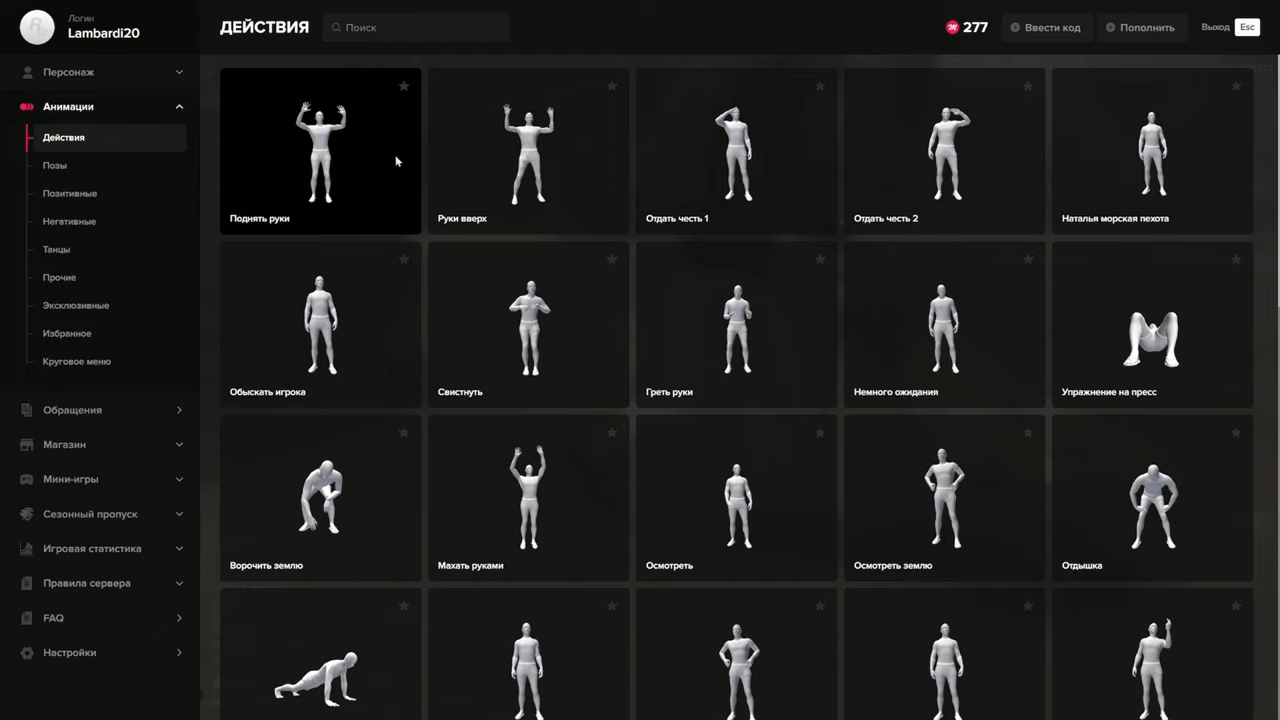 Логин
Lambardi20
ДЕЙСТВИЯ
Поиск
277
Ввести код
Пополнить
Выход
Esc
Персонаж
Анимации
Действия
Позы
Позитивные
Негативные
Танцы
Прочие
Эксклюзивные
Избранное
Круговое меню
Обращения
Магазин
Мини-игры
Сезонный пропуск
Игровая статистика
Правила сервера
FAQ
Настройки
Поднять руки
Руки вверх
Отдать честь 1
Отдать честь 2
Наталья морская пехота
Обыскать игрока
Свистнуть
Греть руки
Немного ожидания
Упражнение на пресс
Ворочить землю
Махать руками
Осмотреть
Осмотреть землю
Отдышка